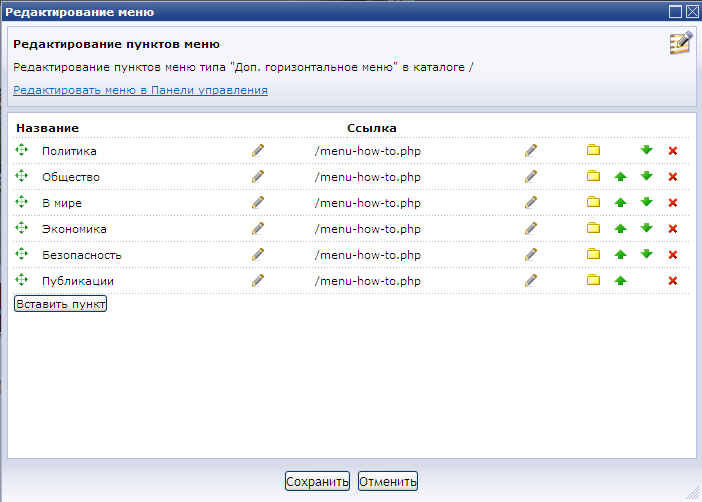 Редактирование меню
Редактирование пунктов меню
Редактирование пунктов меню типа "Доп. горизонтальное меню" в каталоге /
Редактировать меню в Панели управления
Название Ссылка
Политика /menu-how-to.php
Общество /menu-how-to.php
В мире /menu-how-to.php
Экономика /menu-how-to.php
Безопасность /menu-how-to.php
Публикации /menu-how-to.php
Вставить пункт
Сохранить Отменить